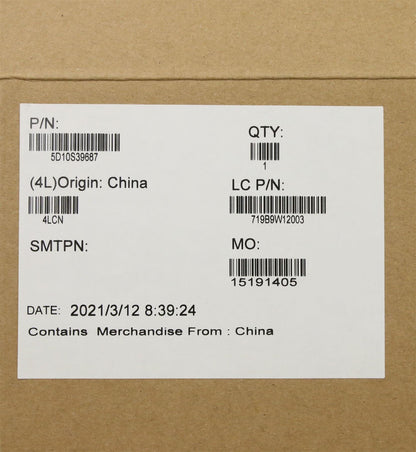 P/N:
5D10S39687
QTY:
1
(4L)Origin: China
4LCN
LC P/N:
719B9W12003
SMTPN:
MO:
15191405
DATE: 2021/3/12 8:39:24
Contains Merchandise From : China